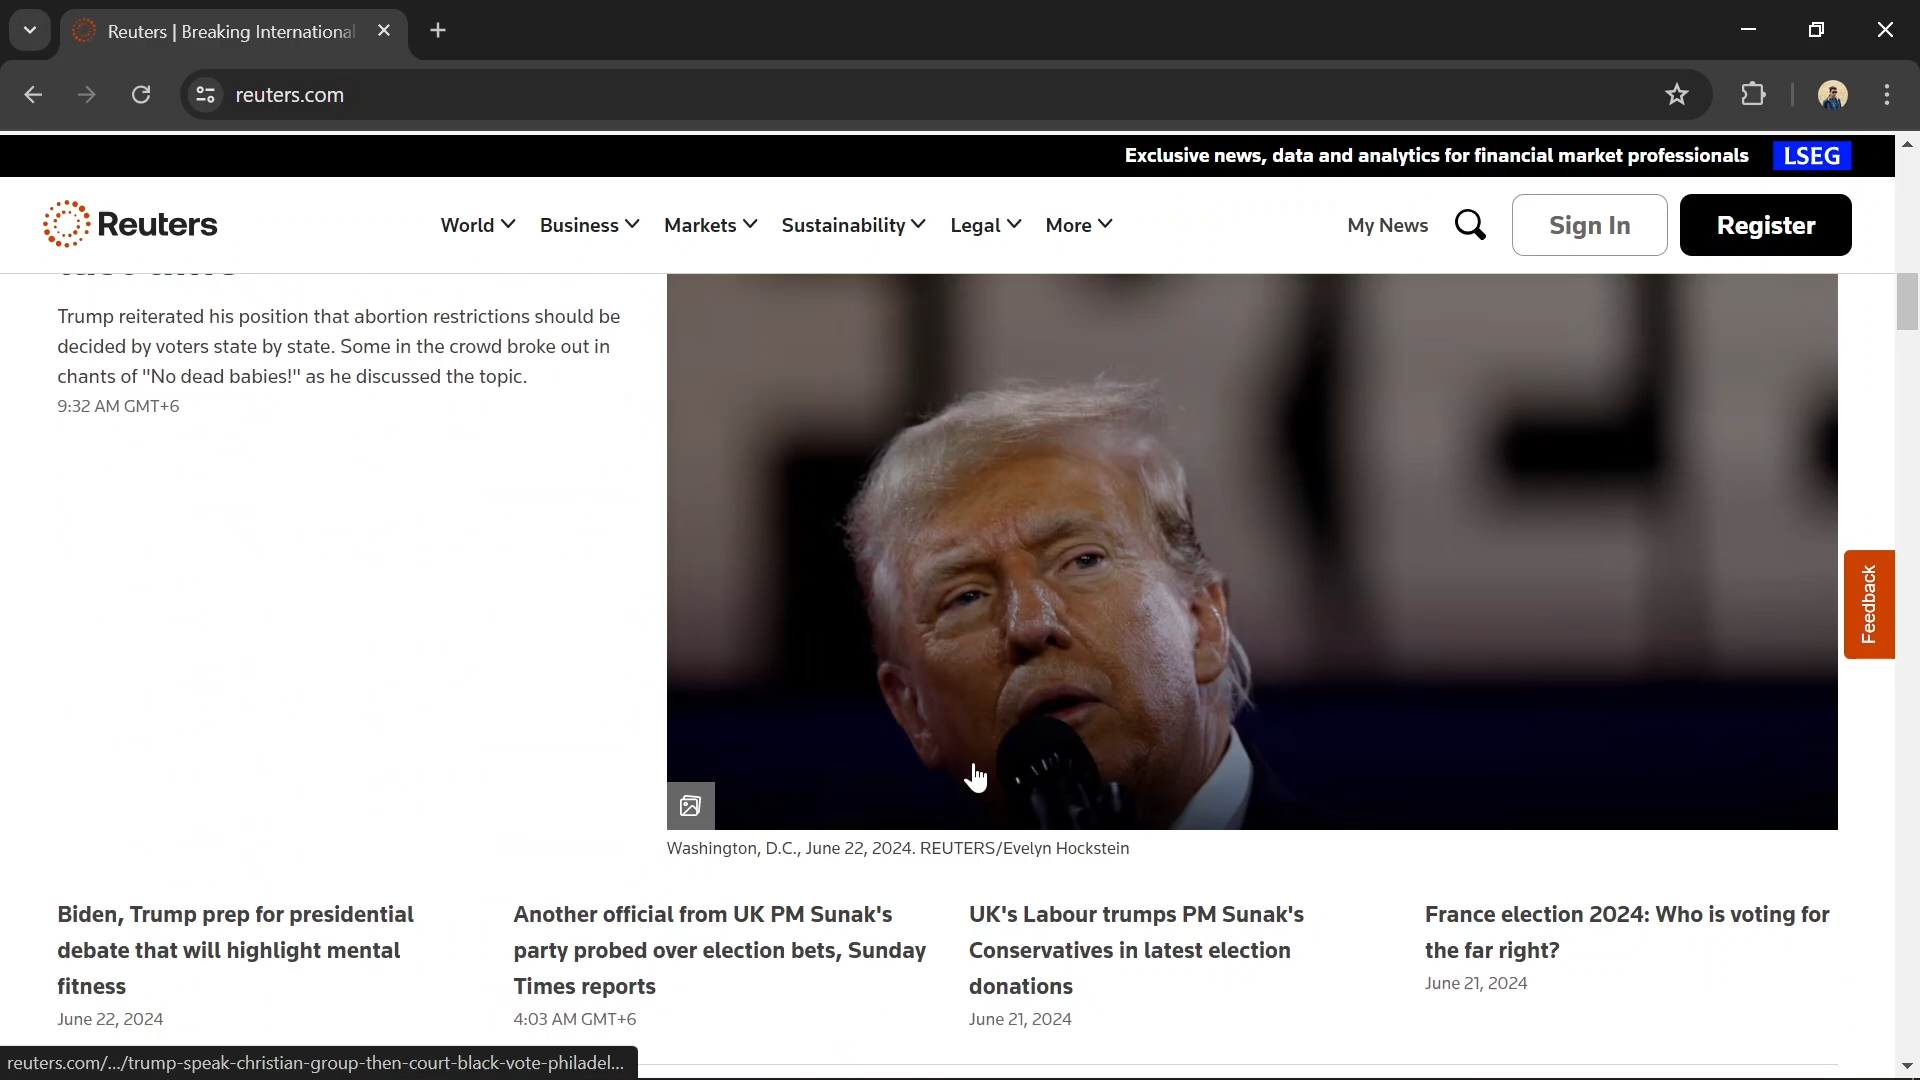 Reuters | Breaking International
reuters.com
Exclusive news, data and analytics for financial market professionals LSEG
Reuters
World Business Markets Sustainability Legal More
My News Sign In Register
Trump reiterated his position that abortion restrictions should be
decided by voters state by state. Some in the crowd broke out in
chants of "No dead babies!" as he discussed the topic.
9:32 AM GMT+6
Feedback
Washington, D.C., June 22, 2024. REUTERS/Evelyn Hockstein
Biden, Trump prep for presidential
debate that will highlight mental
fitness
June 22, 2024
Another official from UK PM Sunak's
party probed over election bets, Sunday
Times reports
4:03 AM GMT+6
UK's Labour trumps PM Sunak's
Conservatives in latest election
donations
June 21, 2024
France election 2024: Who is voting for
the far right?
June 21, 2024
reuters.com/.../trump-speak-christian-group-then-court-black-vote-philadel...